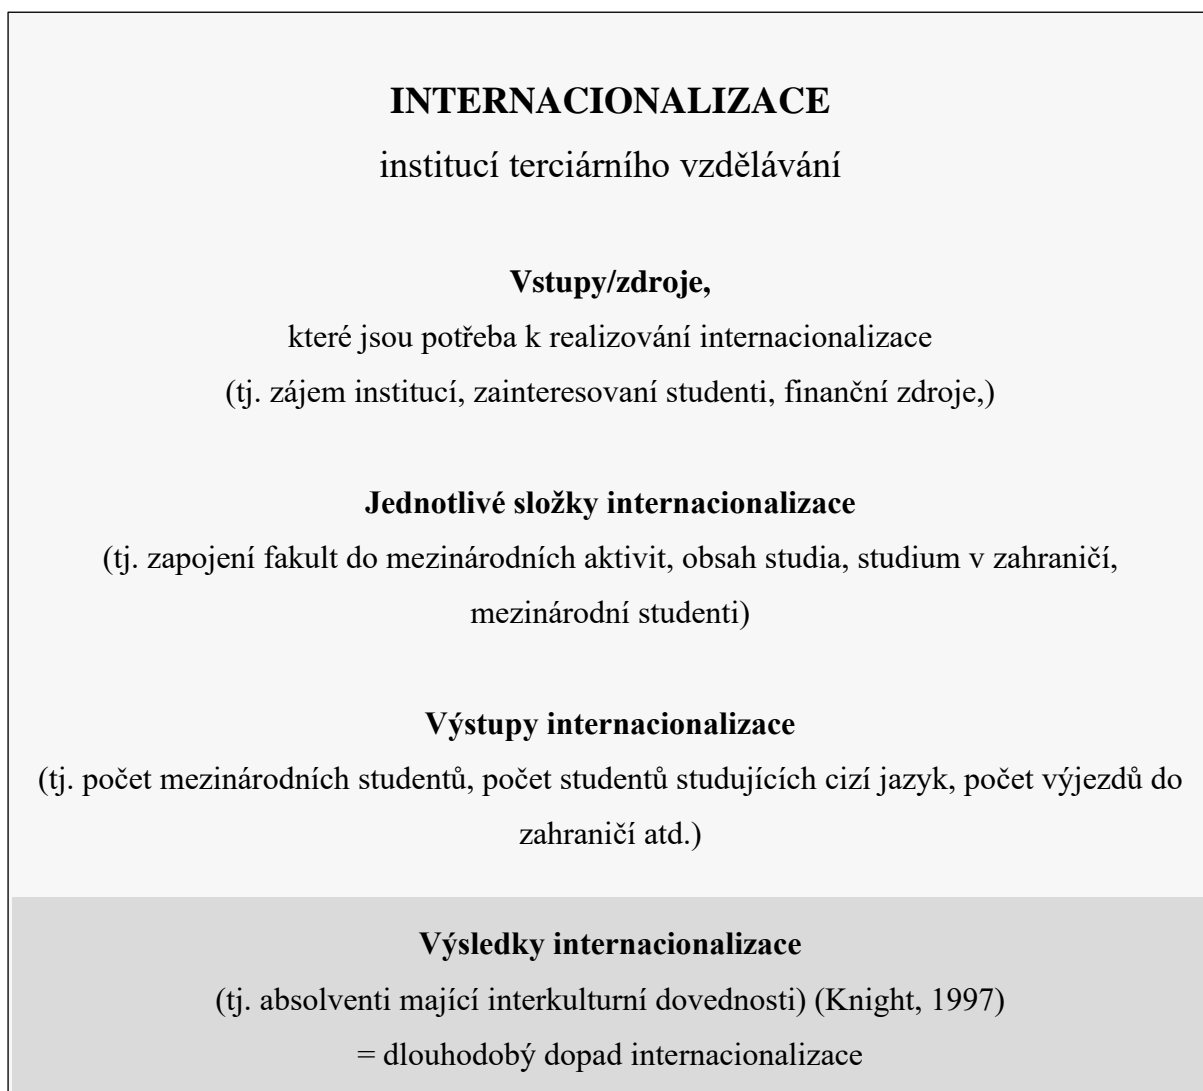 INTERNACIONALIZACE
institucí terciárního vzdělávání
Vstupy/zdroje,
které jsou potřeba k realizování internacionalizace
(tj. zájem institucí, zainteresovaní studenti, finanční zdroje,)
Jednotlivé složky internacionalizace
(tj. zapojení fakult do mezinárodních aktivit, obsah studia, studium v zahraničí,
mezinárodní studenti)
Výstupy internacionalizace
(tj. počet mezinárodních studentů, počet studentů studujících cizí jazyk, počet výjezdů do
zahraničí atd.)
Výsledky internacionalizace
(tj. absolventi mající interkulturní dovednosti) (Knight, 1997)
= dlouhodobý dopad internacionalizace